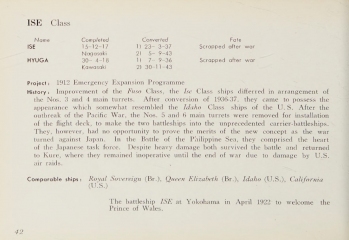 ISE Class
Name Completed Converted Fate
ISE 15-12-17 1) 23- 3-37 Scrapped after war
Nagasaki 2) 5- 9-43
HYUGA 30- 4-18 1) 7- 9-36 Scrapped after war
Kawasaki 2) 30-11-43
Project: 1912 Emergency Expansion Programme
History: Improvement of the Fuso Class, the Ise Class ships differed in arrangement of
the Nos. 3 and 4 main turrets. After conversion of 1936-37, they came to possess the
appearance which somewhat resembled the Idaho Class ships of the U.S. After the
outbreak of the Pacific War, the Nos. 5 and 6 main turrets were removed for installation
of the flight deck, to make the two battleships into the unprecedented carrier-battleships.
They, however, had no opportunity to prove the merits of the new concept as the war
turned against Japan. In the Battle of the Philippine Sea, they comprised the heart
of the Japanese task force. Despite heavy damage both survived the battle and returned
to Kure, where they remained inoperative until the end of war due to damage by U.S.
air raids.
Comparable ships: Royal Sovereign (Br.), Queen Elizabeth (Br.), Idaho (U.S.), California
(U.S.)
The battleship ISE at Yokohama in April 1922 to welcome the
Prince of Wales.
42